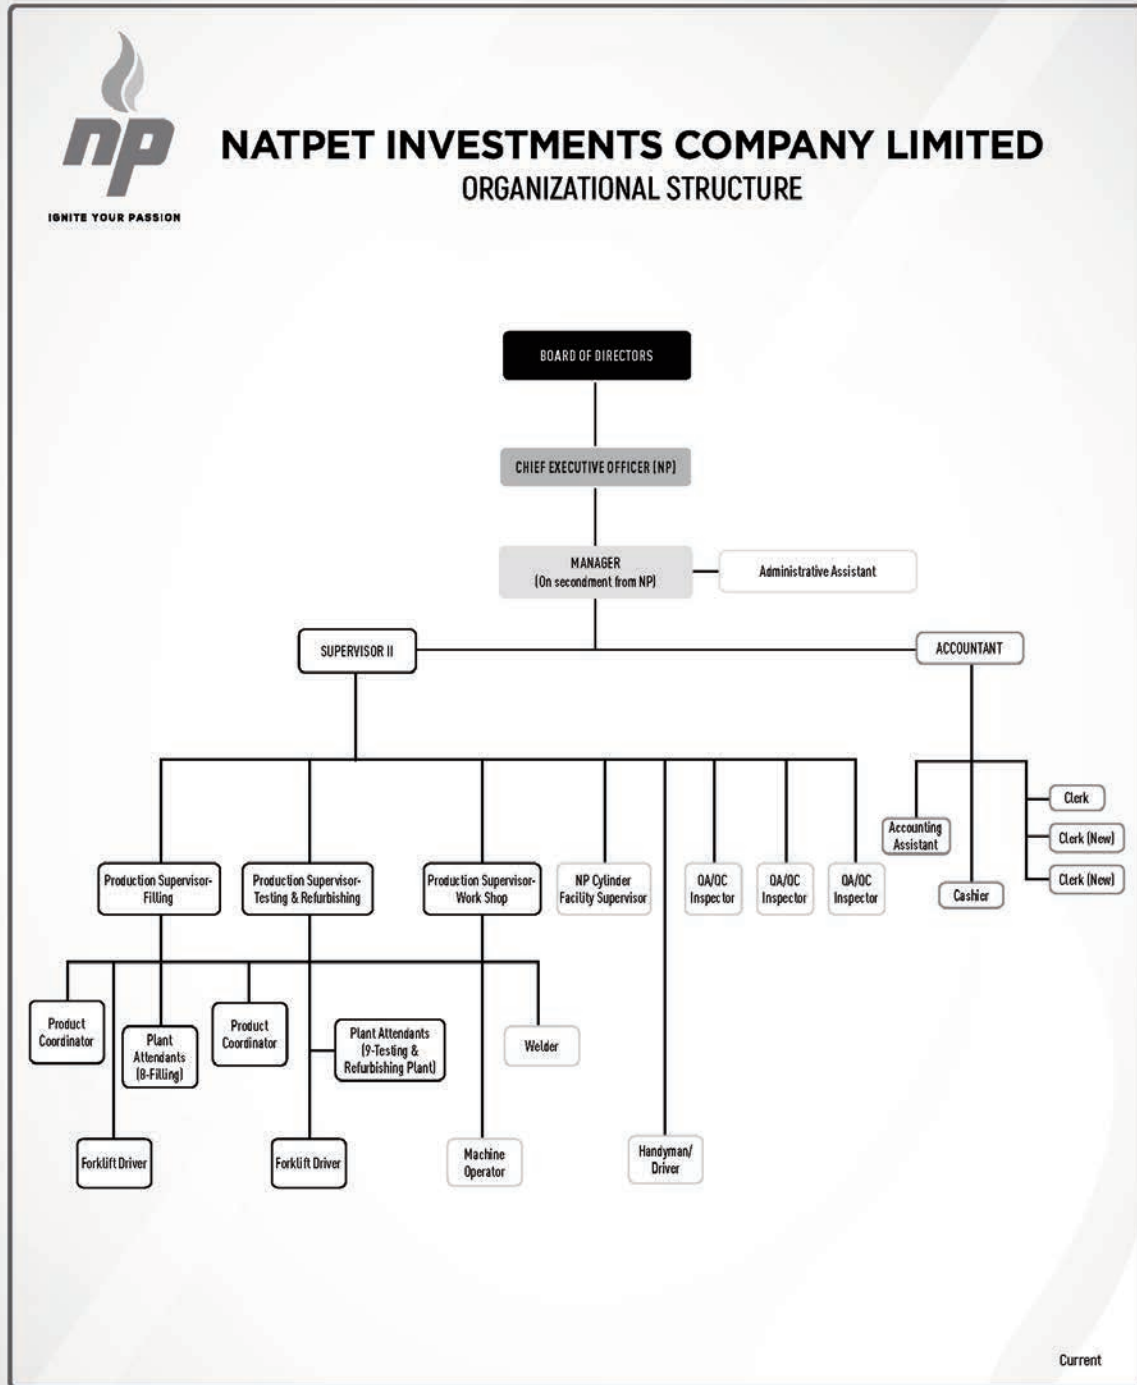 np
IGNITE YOUR PASSION
NATPET INVESTMENTS COMPANY LIMITED
ORGANIZATIONAL STRUCTURE
BOARD OF DIRECTORS
CHIEF EXECUTIVE OFFICER (NP)
MANAGER
(On secondment from NP)
Administrative Assistant
SUPERVISOR II
ACCOUNTANT
Production Supervisor-
Filling
Production Supervisor-
Testing & Refurbishing
Production Supervisor-
Work Shop
NP Cylinder
Facility Supervisor
QA/QC
Inspector
QA/QC
Inspector
QA/QC
Inspector
Accounting
Assistant
Cashier
Clerk
Clerk (New)
Clerk (New)
Product
Coordinator
Plant
Attendants
(8-Filling)
Product
Coordinator
Plant Attendants
(9-Testing &
Refurbishing Plant)
Welder
Forklift Driver
Forklift Driver
Machine
Operator
Handyman/
Driver
Current